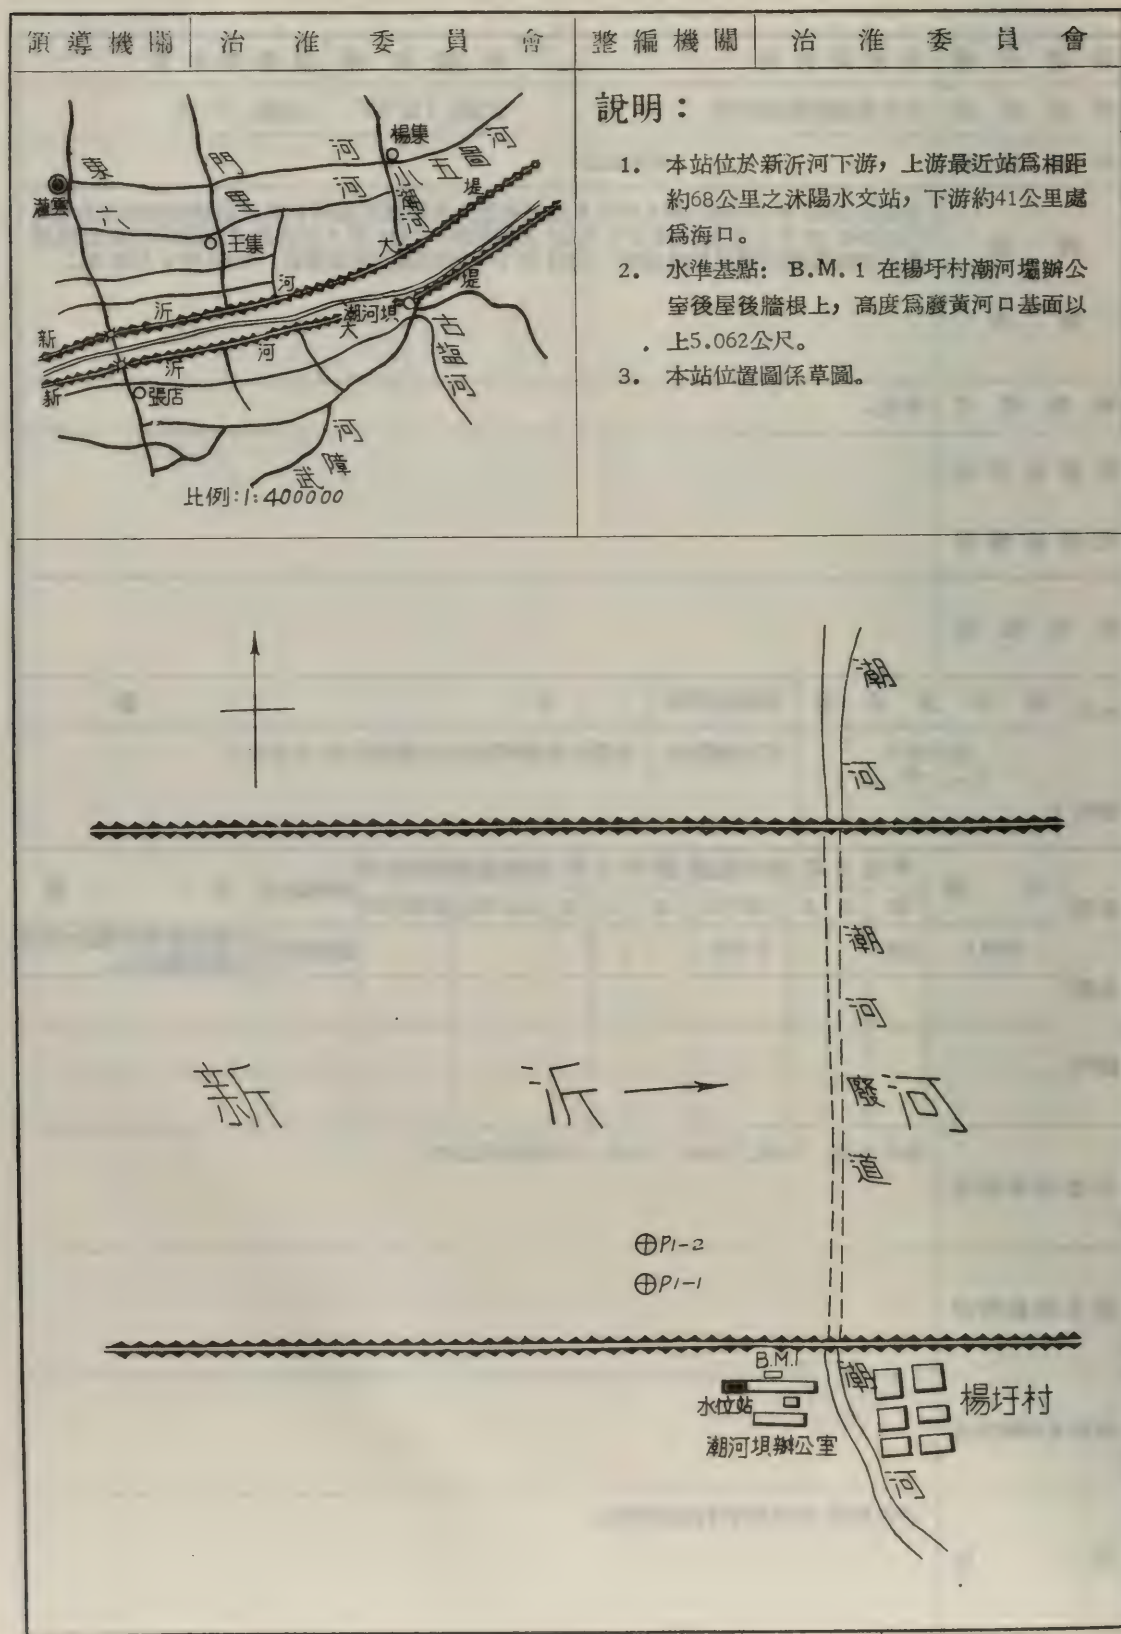 領導機關 治淮委員會 整編機關 治淮委員會
說明：
1. 本站位於新沂河下游，上游最近站爲相距
約68公里之沭陽水文站，下游約41公里處
爲海口。
2. 水準基點：B.M.1 在楊圩村潮河壩辦公
室後屋後牆根上，高度爲廢黃河口基面以
上5.062公尺。
3. 本站位置圖係草圖。
楊集
東門河
五圖河
灌雲
六里河
小潮河
王集
大堤
新沂河
潮河垻
大堤
新沂河
古鹽河
張店
武障河
比例:1:400000
潮河
潮河廢道
新沂河
P1-2
P1-1
B.M.1
水位站
潮河垻辦公室
潮河
楊圩村